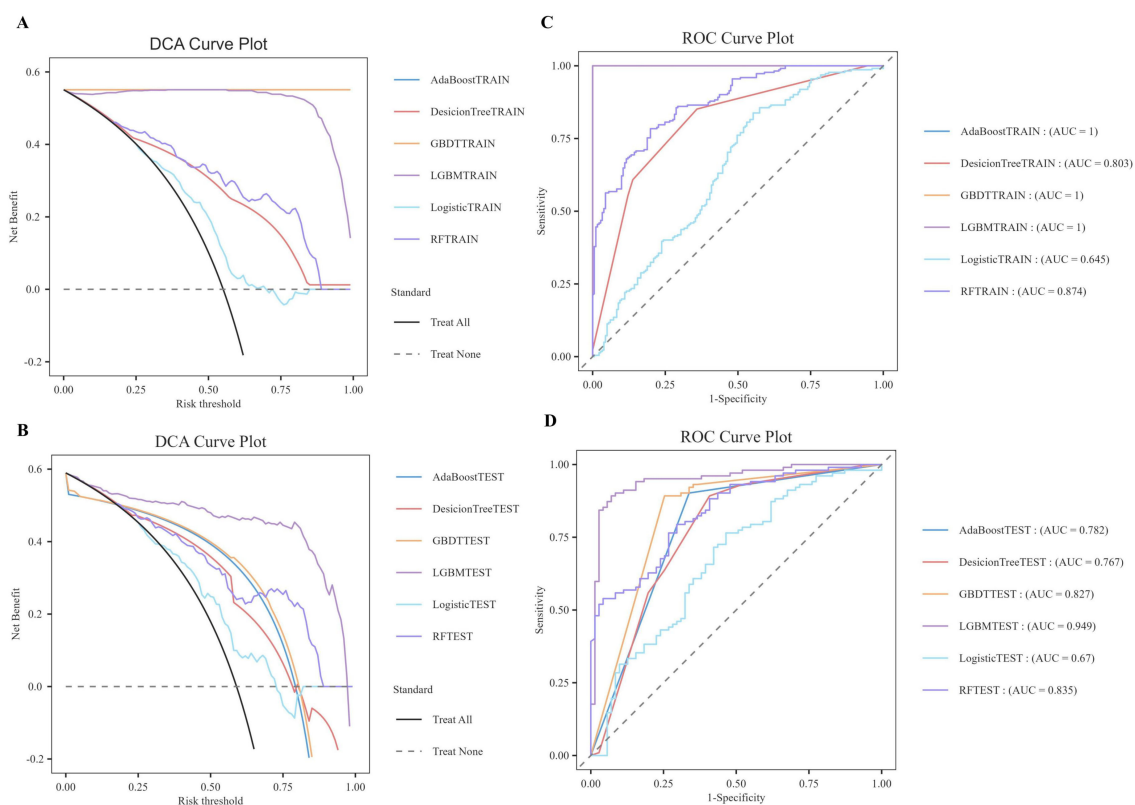 A
DCA Curve Plot
0.6
0.4
0.2
0.0
-0.2
Net Benefit
0.00
0.25
0.50
0.75
1.00
Risk threshold
AdaBoostTRAIN
DesicionTreeTRAIN
GBDTTRAIN
LGBMTRAIN
LogisticTRAIN
RFTRAIN
Standard
Treat All
Treat None
C
ROC Curve Plot
1.00
0.75
0.50
0.25
0.00
Sensitivity
0.00
0.25
0.50
0.75
1.00
1-Specificity
AdaBoostTRAIN : (AUC = 1)
DesicionTreeTRAIN : (AUC = 0.803)
GBDTTRAIN : (AUC = 1)
LGBMTRAIN : (AUC = 1)
LogisticTRAIN : (AUC = 0.645)
RFTRAIN : (AUC = 0.874)
B
DCA Curve Plot
0.6
0.4
0.2
0.0
-0.2
Net Benefit
0.00
0.25
0.50
0.75
1.00
Risk threshold
AdaBoostTEST
DesicionTreeTEST
GBDTTEST
LGBMTEST
LogisticTEST
RFTEST
Standard
Treat All
Treat None
D
ROC Curve Plot
1.00
0.75
0.50
0.25
0.00
Sensitivity
0.00
0.25
0.50
0.75
1.00
1-Specificity
AdaBoostTEST : (AUC = 0.782)
DesicionTreeTEST : (AUC = 0.767)
GBDTTEST : (AUC = 0.827)
LGBMTEST : (AUC = 0.949)
LogisticTEST : (AUC = 0.67)
RFTEST : (AUC = 0.835)